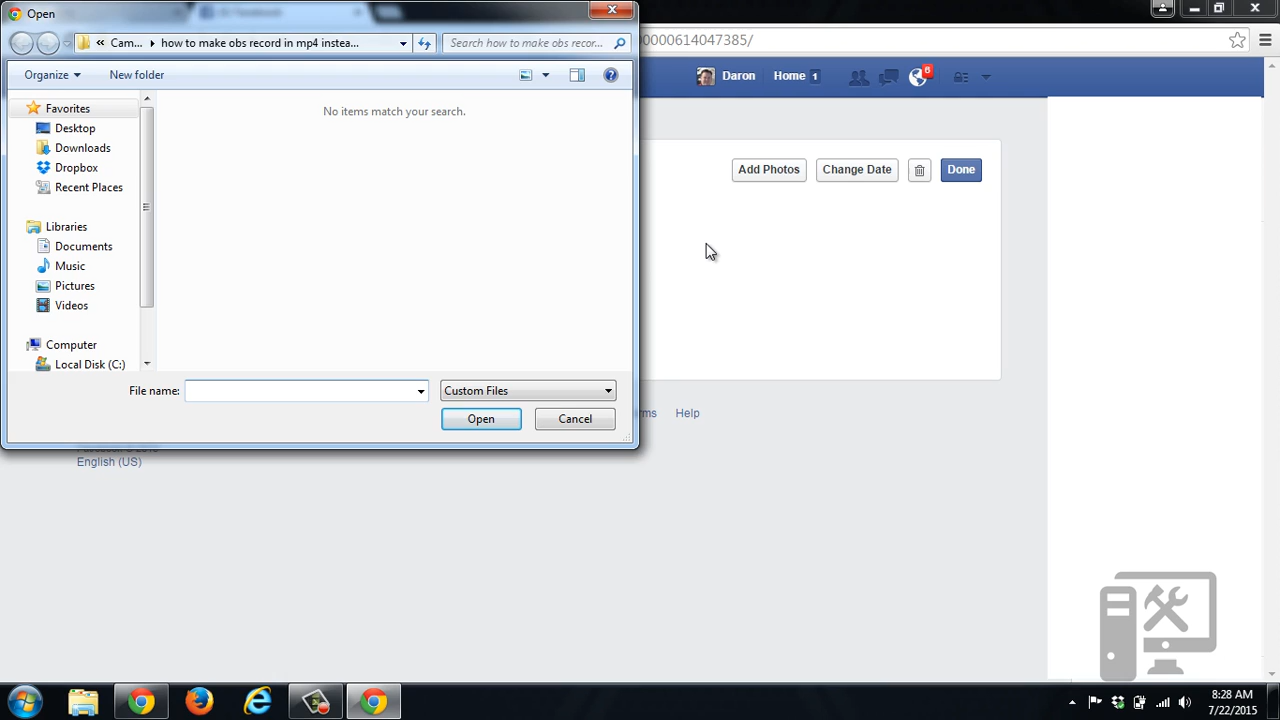 Open
« Cam... ▸ how to make obs record in mp4 instea...
Search how to make obs recor...
0000614047385/
Organize
New folder
Daron
Home 1
8
Favorites
Desktop
Downloads
Dropbox
Recent Places
Libraries
Documents
Music
Pictures
Videos
Computer
Local Disk (C:)
No items match your search.
Add Photos
Change Date
Done
File name:
Custom Files
Open
Cancel
Help
English (US)
8:28 AM
7/22/2015